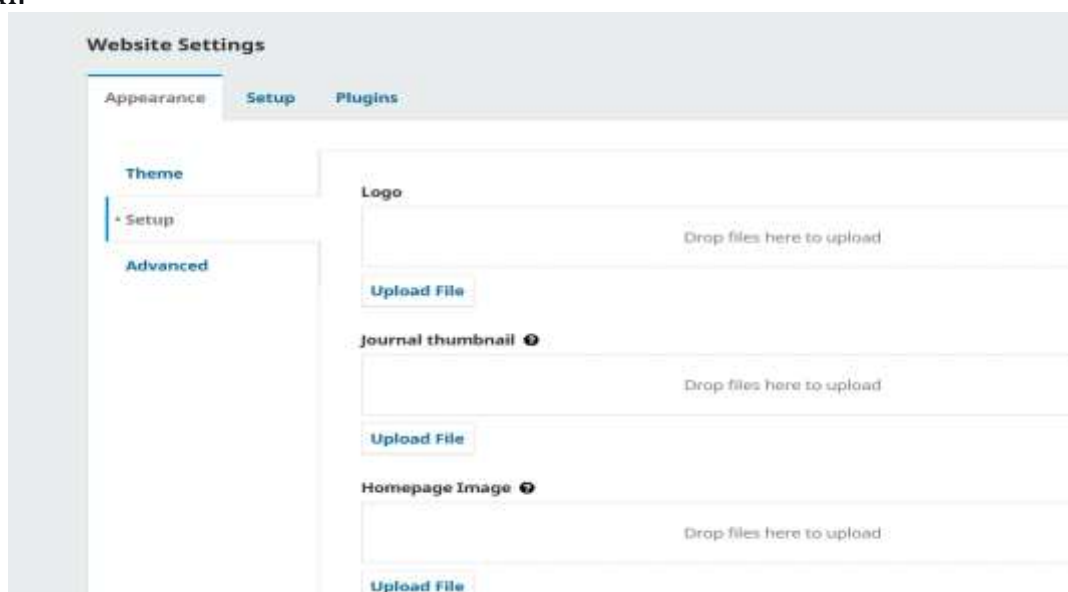 Website Settings
Appearance Setup Plugins
Theme
Setup
Advanced
Logo
Drop files here to upload
Upload File
Journal thumbnail
Drop files here to upload
Upload File
Homepage Image
Drop files here to upload
Upload File